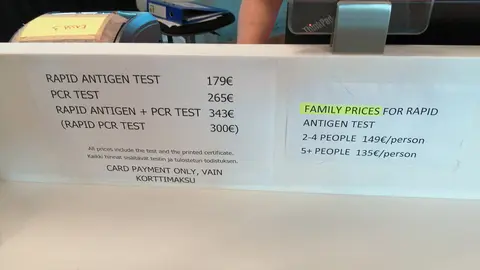 ThinkPad
RAPID ANTIGEN TEST 179€
PCR TEST 265€
RAPID ANTIGEN + PCR TEST 343€
(RAPID PCR TEST 300€)
All prices include the test and the printed certificate.
Kaikki hinnat sisältävät testin ja tulostetun todistuksen.
CARD PAYMENT ONLY, VAIN
KORTTIMAKSU
FAMILY PRICES FOR RAPID
ANTIGEN TEST
2-4 PEOPLE 149€/person
5+ PEOPLE 135€/person